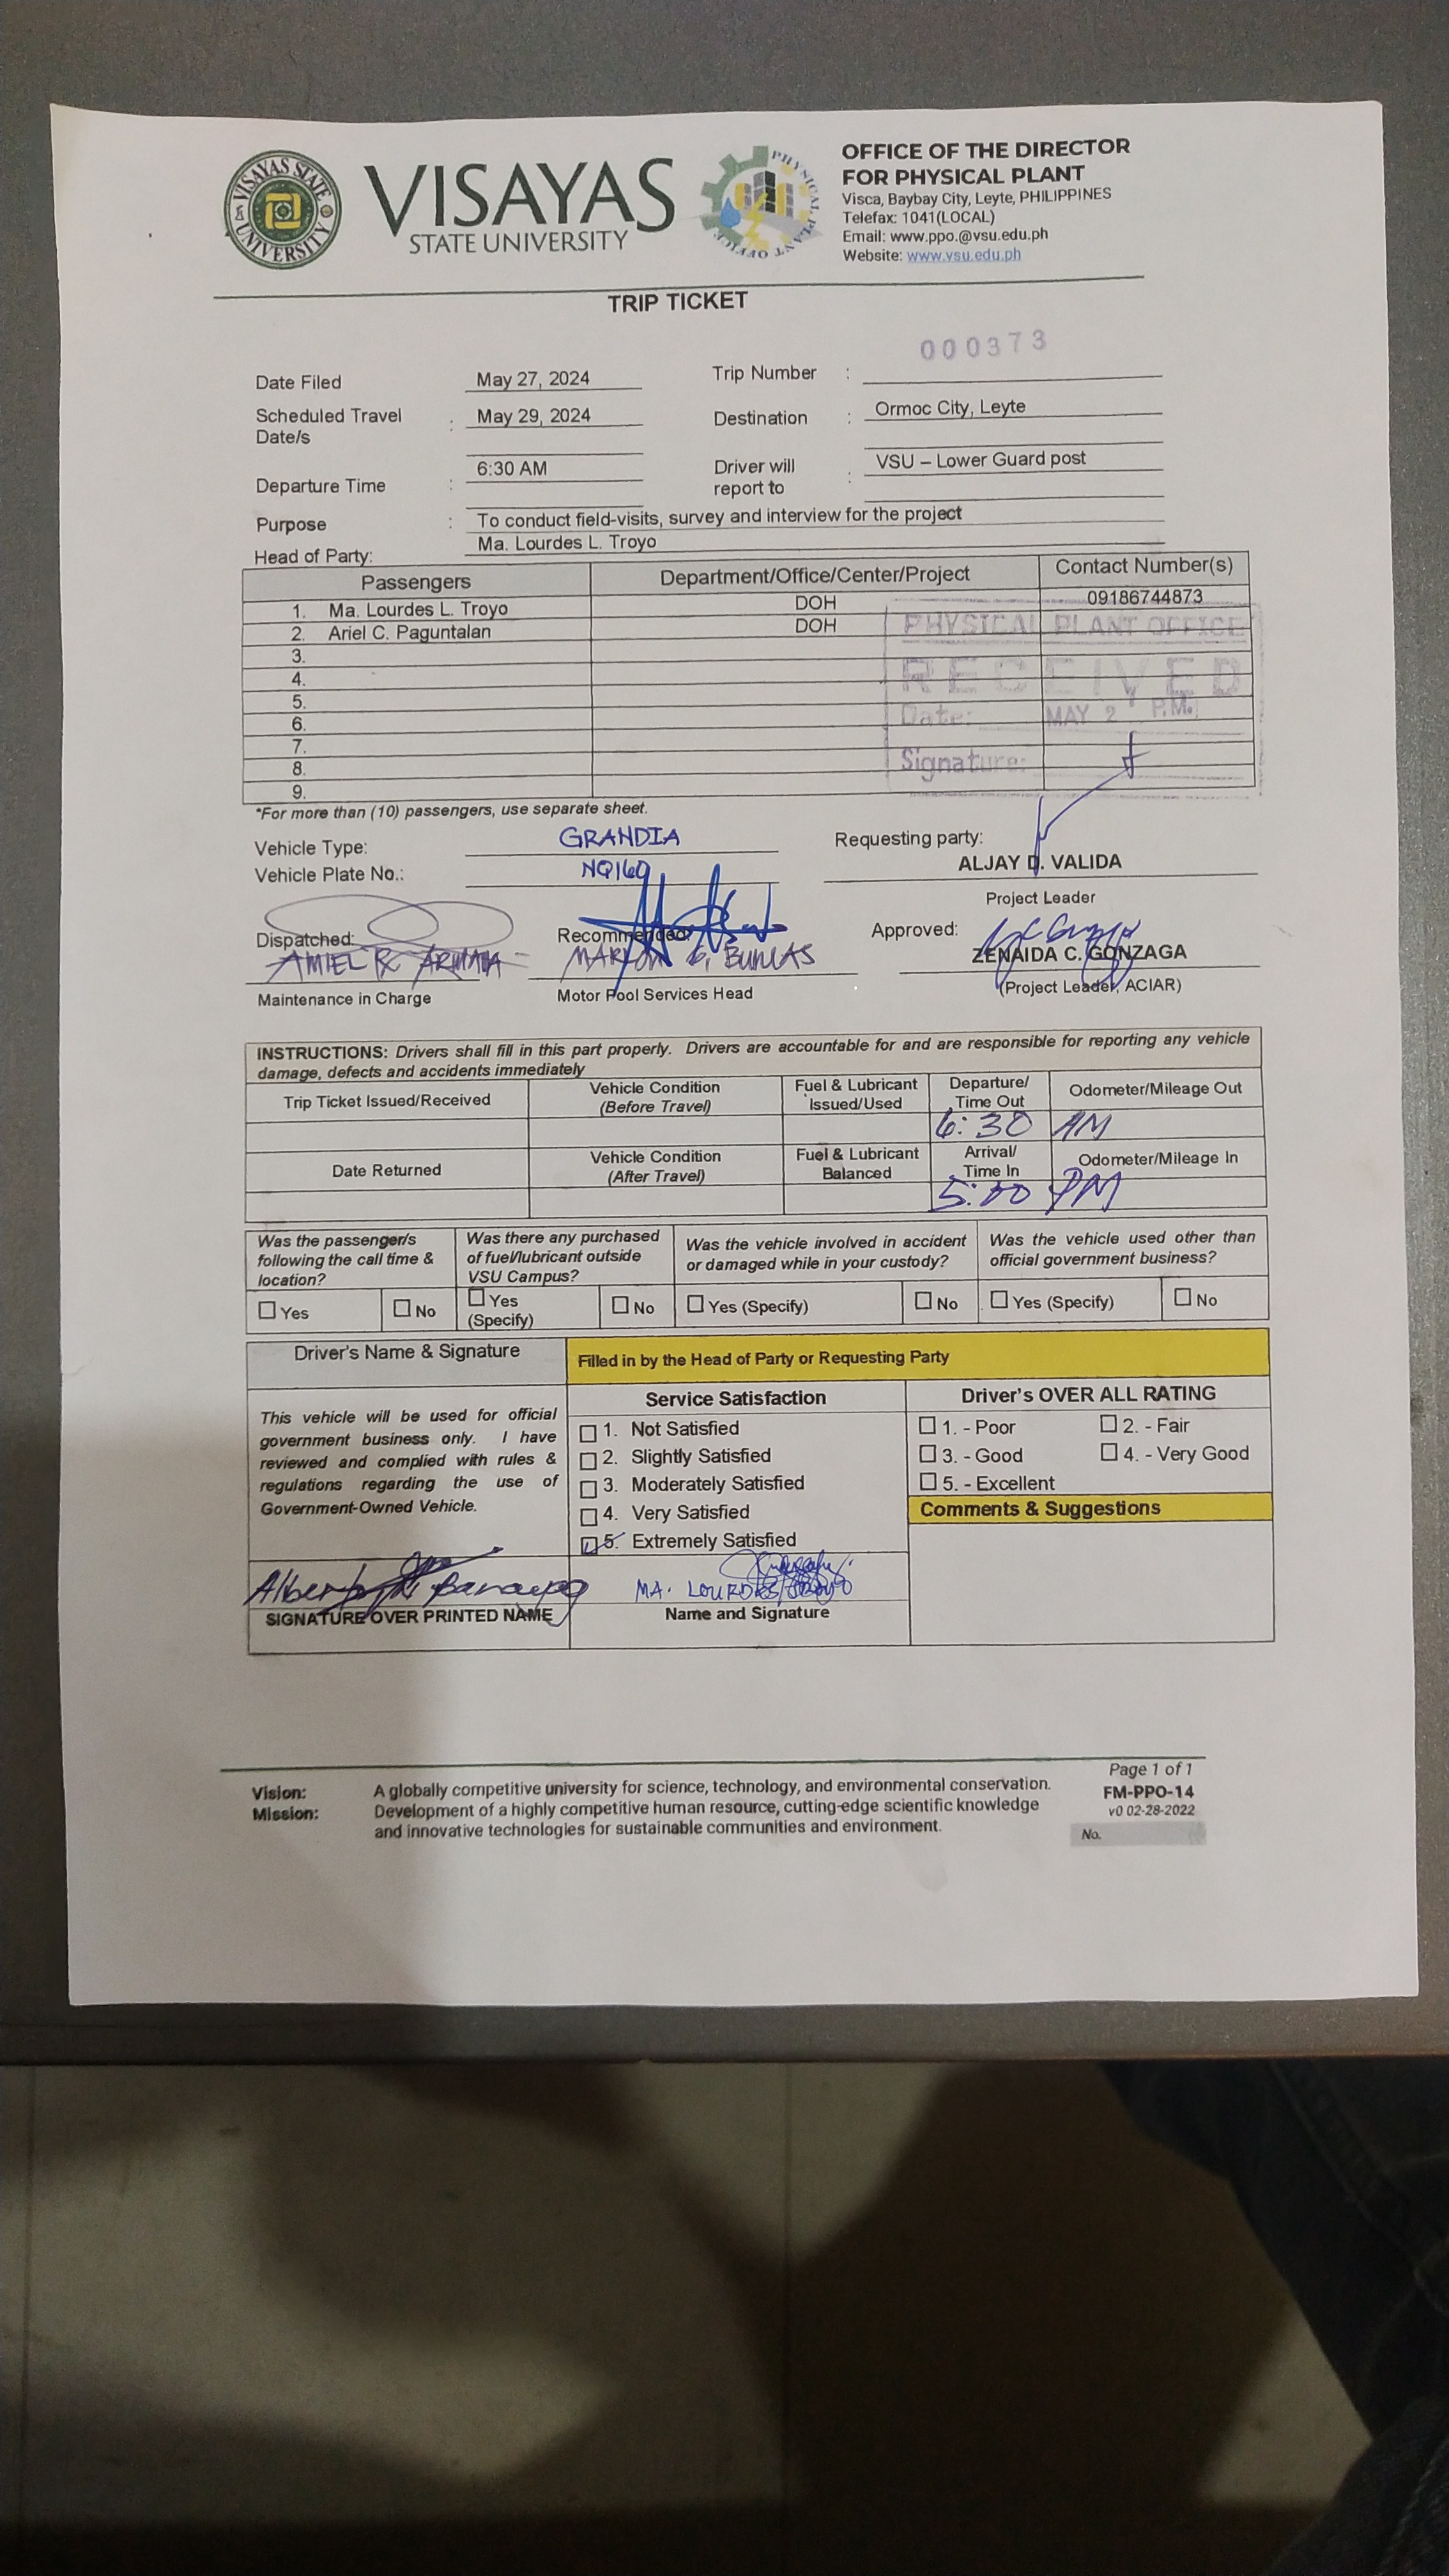 VISAYAS STATE UNIVERSITY
VISAYAS
STATE UNIVERSITY
PHYSICAL PLANT OFFICE
OFFICE OF THE DIRECTOR
FOR PHYSICAL PLANT
Visca, Baybay City, Leyte, PHILIPPINES
Telefax: 1041(LOCAL)
Email: www.ppo.@vsu.edu.ph
Website: www.vsu.edu.ph
TRIP TICKET
000373
Date Filed May 27, 2024 Trip Number :
Scheduled Travel Date/s : May 29, 2024 Destination : Ormoc City, Leyte
Departure Time : 6:30 AM Driver will report to : VSU – Lower Guard post
Purpose : To conduct field-visits, survey and interview for the project
Head of Party: Ma. Lourdes L. Troyo
Passengers Department/Office/Center/Project Contact Number(s)
1. Ma. Lourdes L. Troyo DOH 09186744873
2. Ariel C. Paguntalan DOH
3.
4.
5.
6.
7.
8.
9.
PHYSICAL PLANT OFFICE
RECEIVED
Date: MAY 2 P.M.
Signature:
*For more than (10) passengers, use separate sheet.
Vehicle Type: GRANDIA Requesting party:
Vehicle Plate No.: NQI160 ALJAY D. VALIDA
Project Leader
Dispatched: Recommended: Approved:
AMIEL ZENAIDA C. GONZAGA
Maintenance in Charge Motor Pool Services Head (Project Leader, ACIAR)
INSTRUCTIONS: Drivers shall fill in this part properly. Drivers are accountable for and are responsible for reporting any vehicle
damage, defects and accidents immediately
Trip Ticket Issued/Received Vehicle Condition (Before Travel) Fuel & Lubricant Issued/Used Departure/ Time Out Odometer/Mileage Out
6:30 AM
Date Returned Vehicle Condition (After Travel) Fuel & Lubricant Balanced Arrival/ Time In Odometer/Mileage In
5:00 PM
Was the passenger/s following the call time & location? Was there any purchased of fuel/lubricant outside VSU Campus? Was the vehicle involved in accident or damaged while in your custody? Was the vehicle used other than official government business?
Yes No Yes (Specify) No Yes (Specify) No Yes (Specify) No
Driver's Name & Signature Filled in by the Head of Party or Requesting Party
This vehicle will be used for official
government business only. I have
reviewed and complied with rules &
regulations regarding the use of
Government-Owned Vehicle.
Service Satisfaction
1. Not Satisfied
2. Slightly Satisfied
3. Moderately Satisfied
4. Very Satisfied
5. Extremely Satisfied
Driver's OVER ALL RATING
1. - Poor 2. - Fair
3. - Good 4. - Very Good
5. - Excellent
Comments & Suggestions
MA. LOURDES
SIGNATURE OVER PRINTED NAME Name and Signature
Vision: A globally competitive university for science, technology, and environmental conservation.
Mission: Development of a highly competitive human resource, cutting-edge scientific knowledge
and innovative technologies for sustainable communities and environment.
Page 1 of 1
FM-PPO-14
v0 02-28-2022
No.